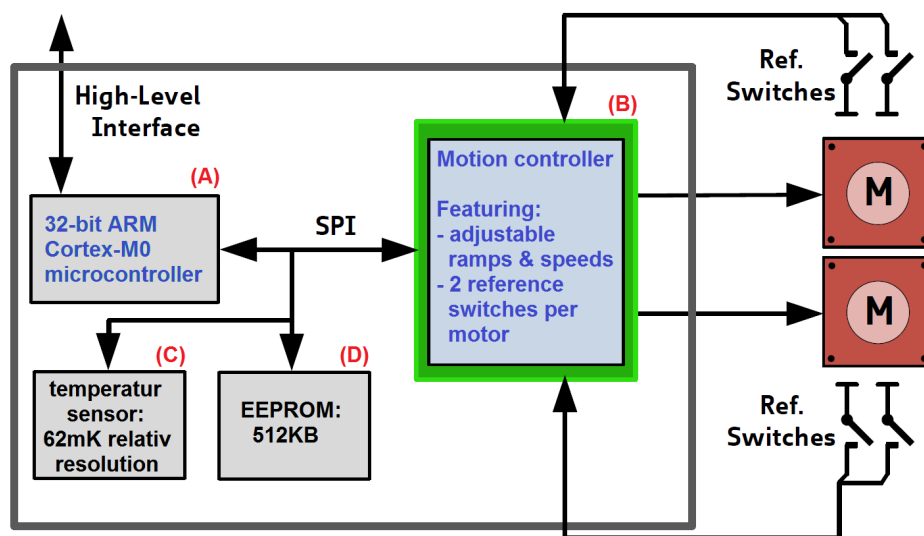 High-Level
Interface
(A)
32-bit ARM
Cortex-M0
microcontroller
SPI
(B)
Motion controller
Featuring:
- adjustable
ramps & speeds
- 2 reference
switches per
motor
Ref.
Switches
M
M
Ref.
Switches
(C)
temperatur
sensor:
62mK relativ
resolution
(D)
EEPROM:
512KB